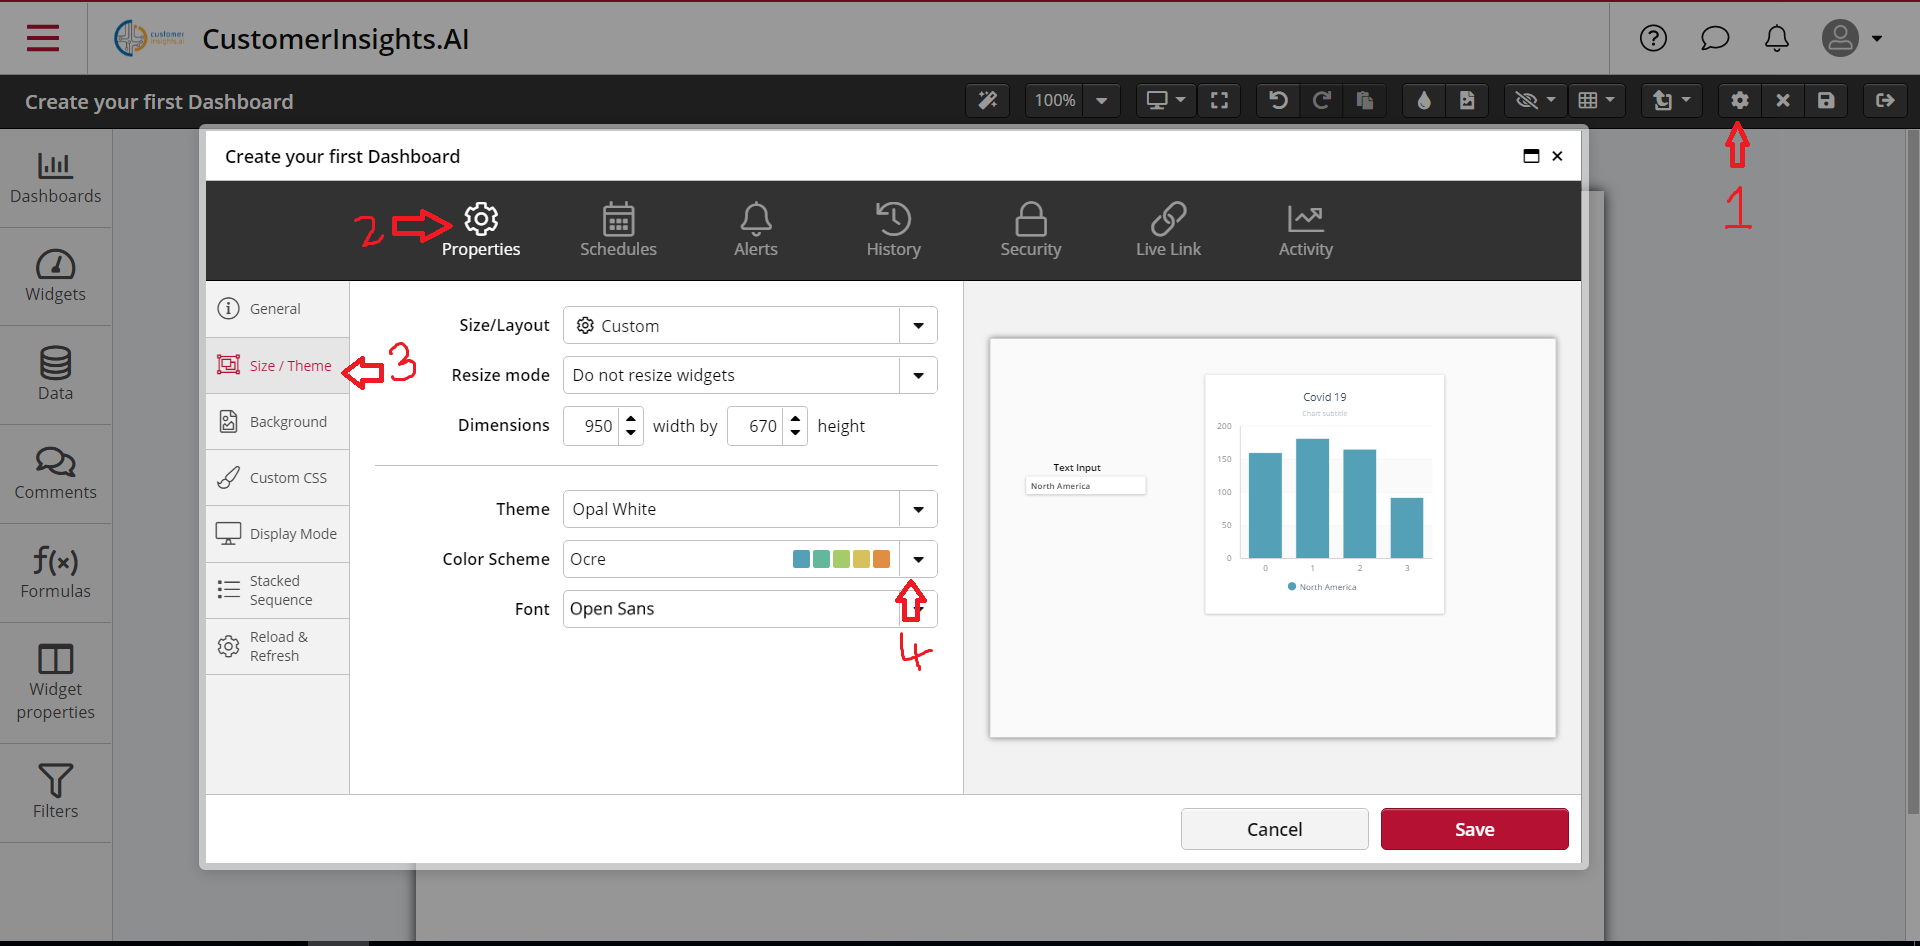 customer
insights.ai
CustomerInsights.AI
Create your first Dashboard
100%
1
Create your first Dashboard
2
Properties
Schedules
Alerts
History
Security
Live Link
Activity
Dashboards
Widgets
Data
Comments
Formulas
Widget
properties
Filters
General
Size / Theme
3
Background
Custom CSS
Display Mode
Stacked
Sequence
Reload &
Refresh
Size/Layout Custom
Resize mode Do not resize widgets
Dimensions 950 width by 670 height
Theme Opal White
Color Scheme Ocre
Font Open Sans
4
Text Input
North America
Covid 19
Chart subtitle
200
150
100
50
0
0 1 2 3
North America
Cancel
Save